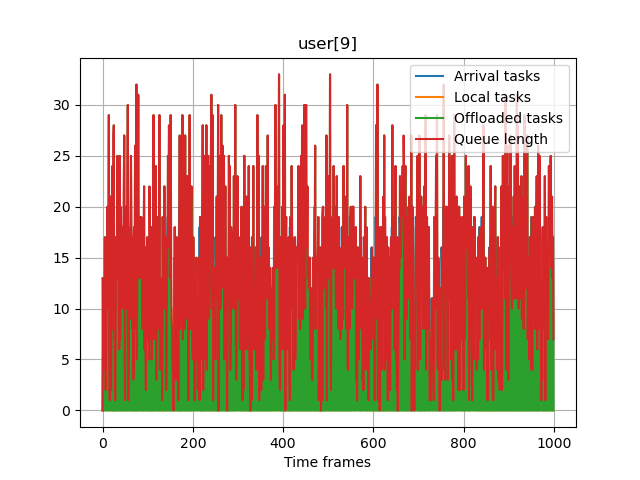 user[9]
Arrival tasks
Local tasks
Offloaded tasks
Queue length
30
25
20
15
10
5
0
0 200 400 600 800 1000
Time frames